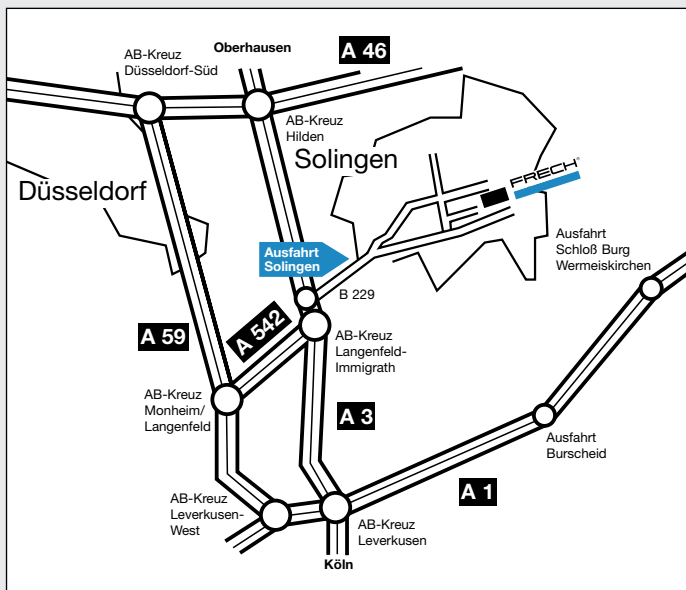 Oberhausen
A 46
AB-Kreuz
Düsseldorf-Süd
AB-Kreuz
Hilden
Solingen
FRECH®
Düsseldorf
Ausfahrt
Solingen
Ausfahrt
Schloß Burg
Wermeiskirchen
B 229
A 59
A 542
AB-Kreuz
Langenfeld-
Immigrath
AB-Kreuz
Monheim/
Langenfeld
A 3
Ausfahrt
Burscheid
A 1
AB-Kreuz
Leverkusen-
West
AB-Kreuz
Leverkusen
Köln